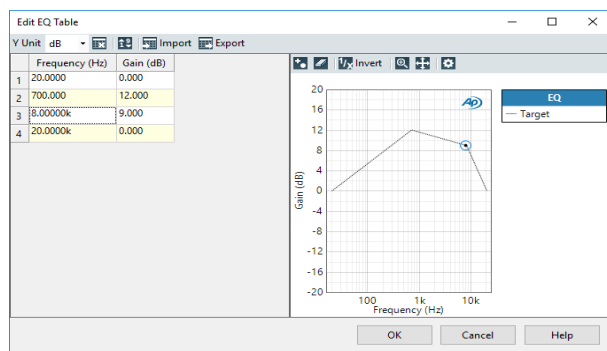 Edit EQ Table
Y Unit dB Import Export
Invert
Frequency (Hz) Gain (dB)
1 20.0000 0.000
2 700.000 12.000
3 8.00000k 9.000
4 20.0000k 0.000
20
16
12
8
4
0
-4
-8
-12
-16
-20
Gain (dB)
100 1k 10k
Frequency (Hz)
AP
EQ
Target
OK Cancel Help